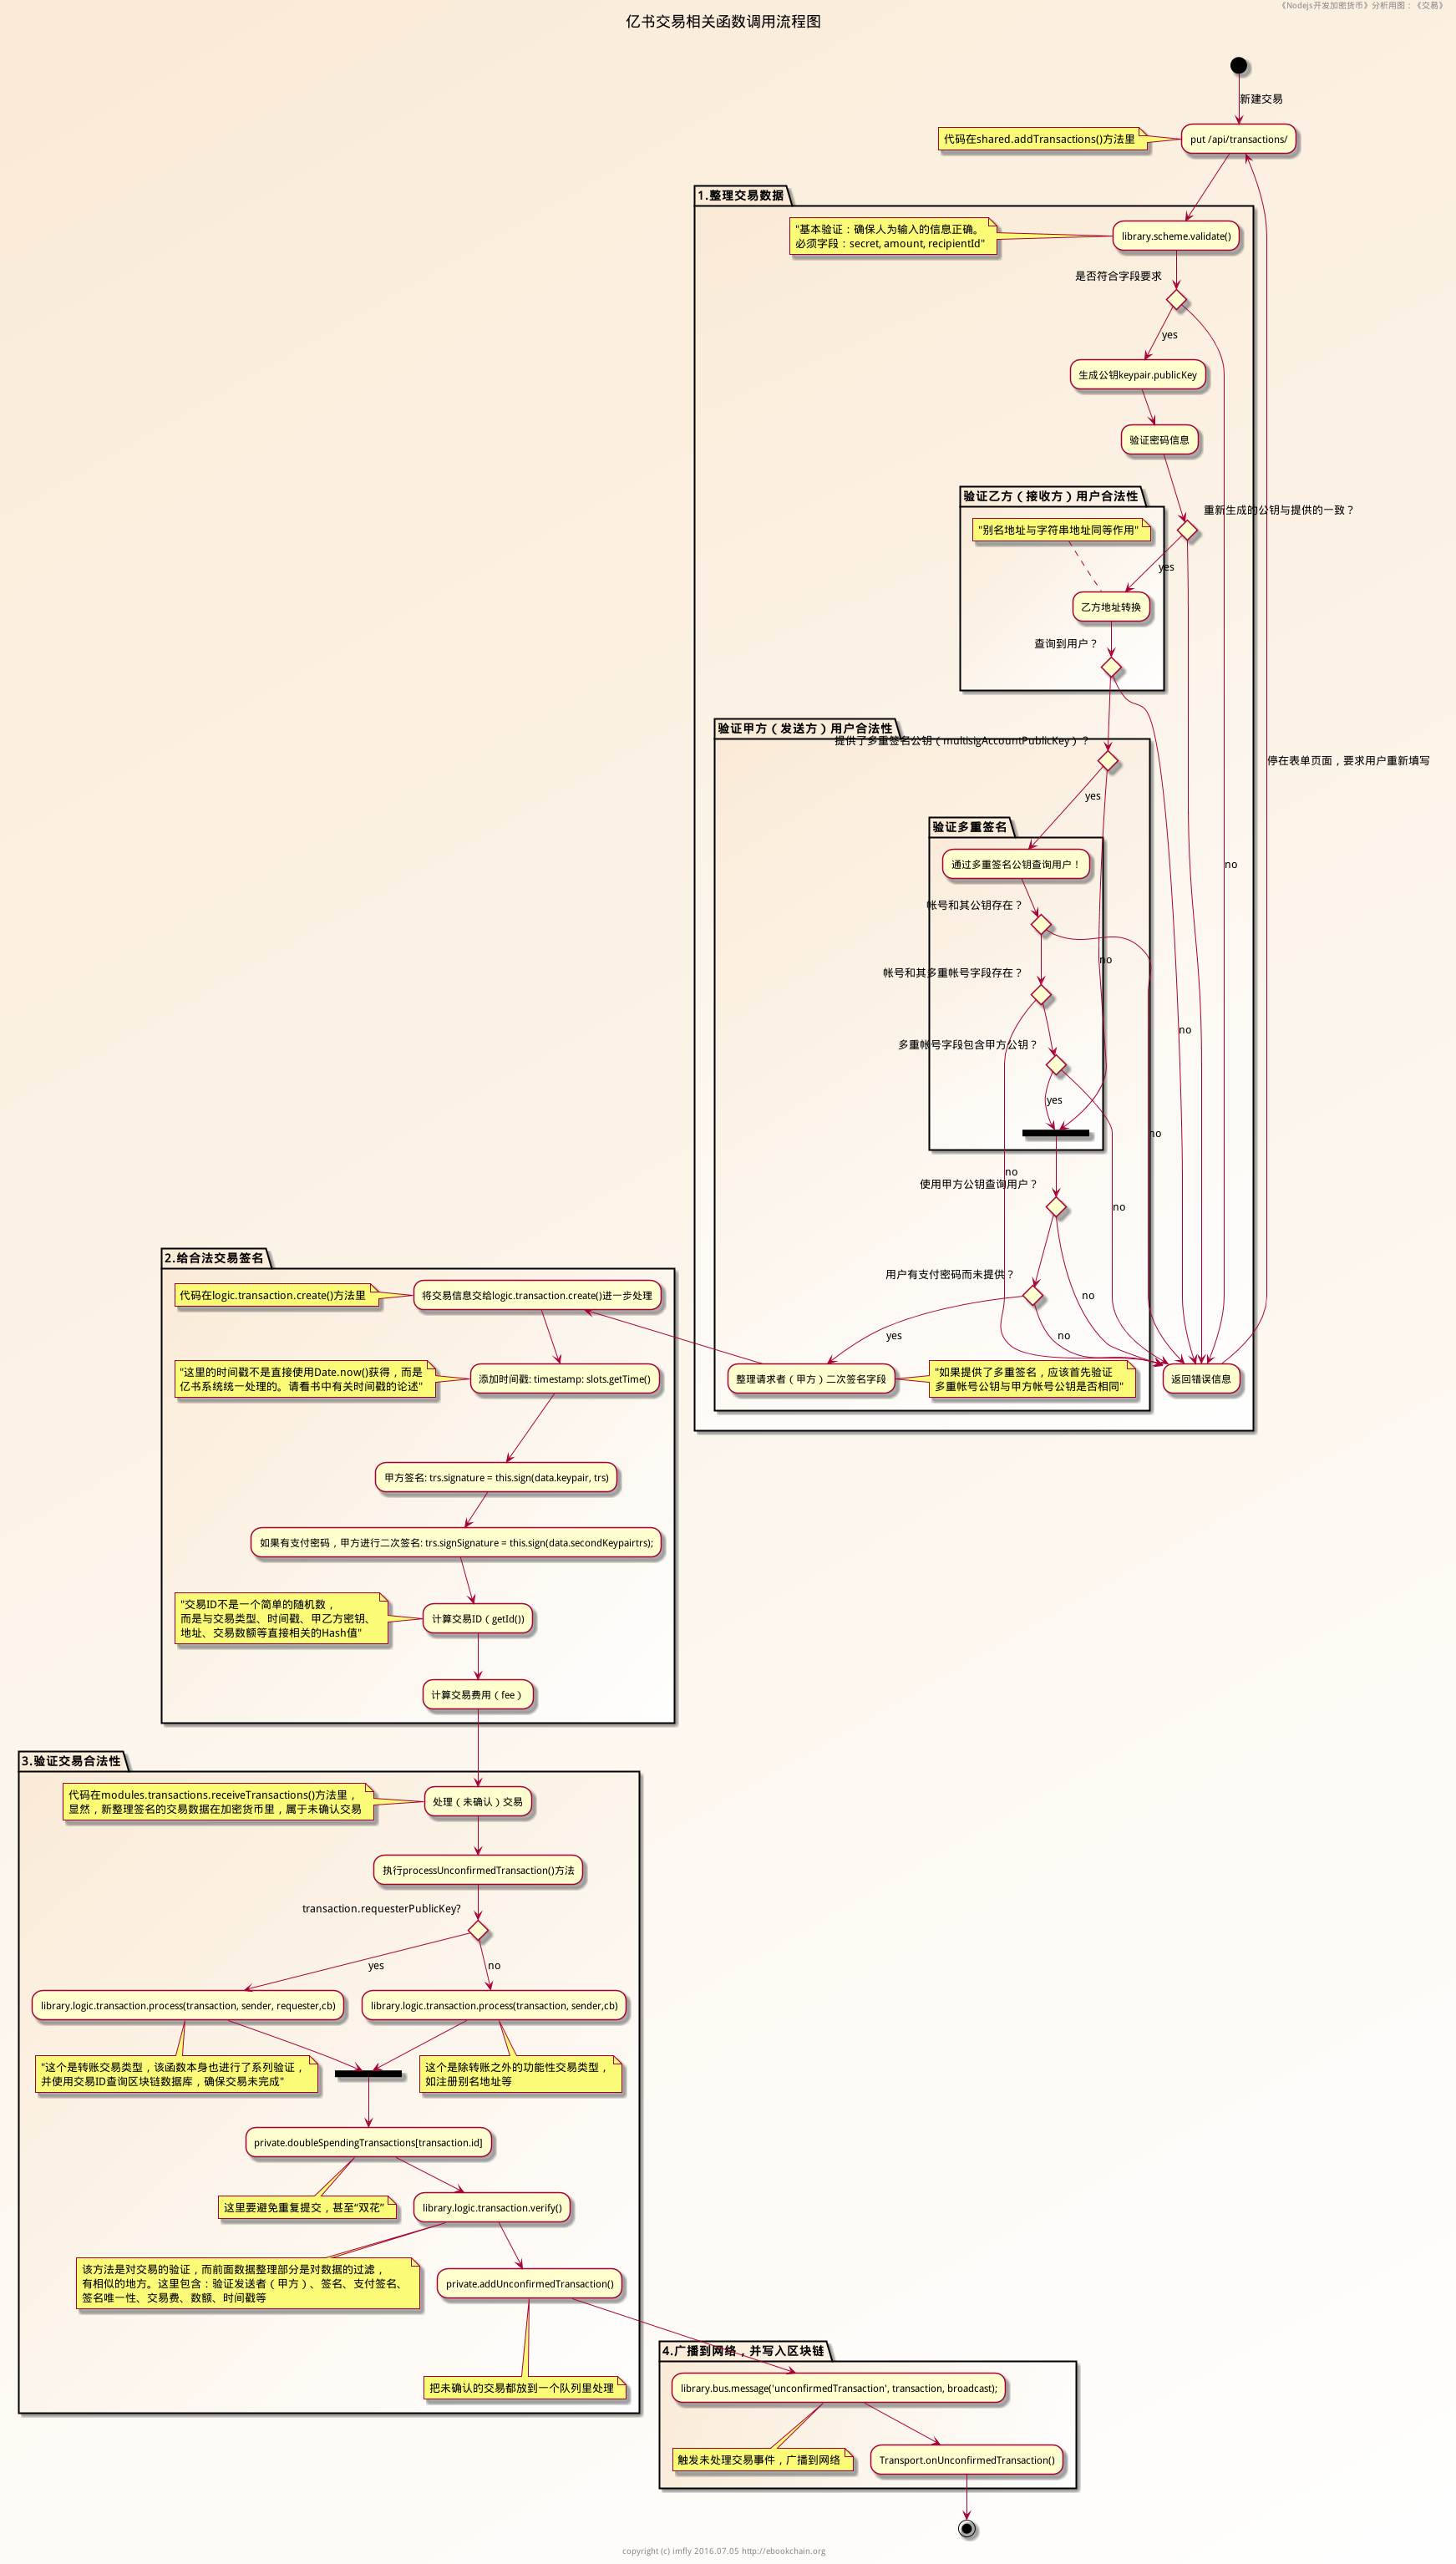 《Nodejs开发加密货币》分析用图：《交易》
亿书交易相关函数调用流程图
新建交易
代码在shared.addTransactions()方法里
put /api/transactions/
1.整理交易数据
"基本验证：确保人为输入的信息正确。
必须字段：secret, amount, recipientId"
library.scheme.validate()
是否符合字段要求
yes
生成公钥keypair.publicKey
验证密码信息
验证乙方（接收方）用户合法性
重新生成的公钥与提供的一致？
"别名地址与字符串地址同等作用"
yes
乙方地址转换
查询到用户？
验证甲方（发送方）用户合法性
提供了多重签名公钥（multisigAccountPublicKey）？
停在表单页面，要求用户重新填写
yes
验证多重签名
通过多重签名公钥查询用户！
no
帐号和其公钥存在？
no
帐号和其多重帐号字段存在？
no
多重帐号字段包含甲方公钥？
yes
no
no
使用甲方公钥查询用户？
no
2.给合法交易签名
用户有支付密码而未提供？
代码在logic.transaction.create()方法里
将交易信息交给logic.transaction.create()进一步处理
no
yes
no
"这里的时间戳不是直接使用Date.now()获得，而是
亿书系统统一处理的。请看书中有关时间戳的论述"
添加时间戳: timestamp: slots.getTime()
整理请求者（甲方）二次签名字段
"如果提供了多重签名，应该首先验证
多重帐号公钥与甲方帐号公钥是否相同"
返回错误信息
甲方签名: trs.signature = this.sign(data.keypair, trs)
如果有支付密码，甲方进行二次签名: trs.signSignature = this.sign(data.secondKeypairtrs);
"交易ID不是一个简单的随机数，
而是与交易类型、时间戳、甲乙方密钥、
地址、交易数额等直接相关的Hash值"
计算交易ID（getId())
计算交易费用（fee）
3.验证交易合法性
代码在modules.transactions.receiveTransactions()方法里，
显然，新整理签名的交易数据在加密货币里，属于未确认交易
处理（未确认）交易
执行processUnconfirmedTransaction()方法
transaction.requesterPublicKey?
yes
no
library.logic.transaction.process(transaction, sender, requester,cb)
library.logic.transaction.process(transaction, sender,cb)
"这个是转账交易类型，该函数本身也进行了系列验证，
并使用交易ID查询区块链数据库，确保交易未完成"
这个是除转账之外的功能性交易类型，
如注册别名地址等
private.doubleSpendingTransactions[transaction.id]
这里要避免重复提交，甚至“双花”
library.logic.transaction.verify()
该方法是对交易的验证，而前面数据整理部分是对数据的过滤，
有相似的地方。这里包含：验证发送者（甲方）、签名、支付签名、
签名唯一性、交易费、数额、时间戳等
private.addUnconfirmedTransaction()
4.广播到网络，并写入区块链
把未确认的交易都放到一个队列里处理
library.bus.message('unconfirmedTransaction', transaction, broadcast);
触发未处理交易事件，广播到网络
Transport.onUnconfirmedTransaction()
copyright (c) imfly 2016.07.05 http://ebookchain.org